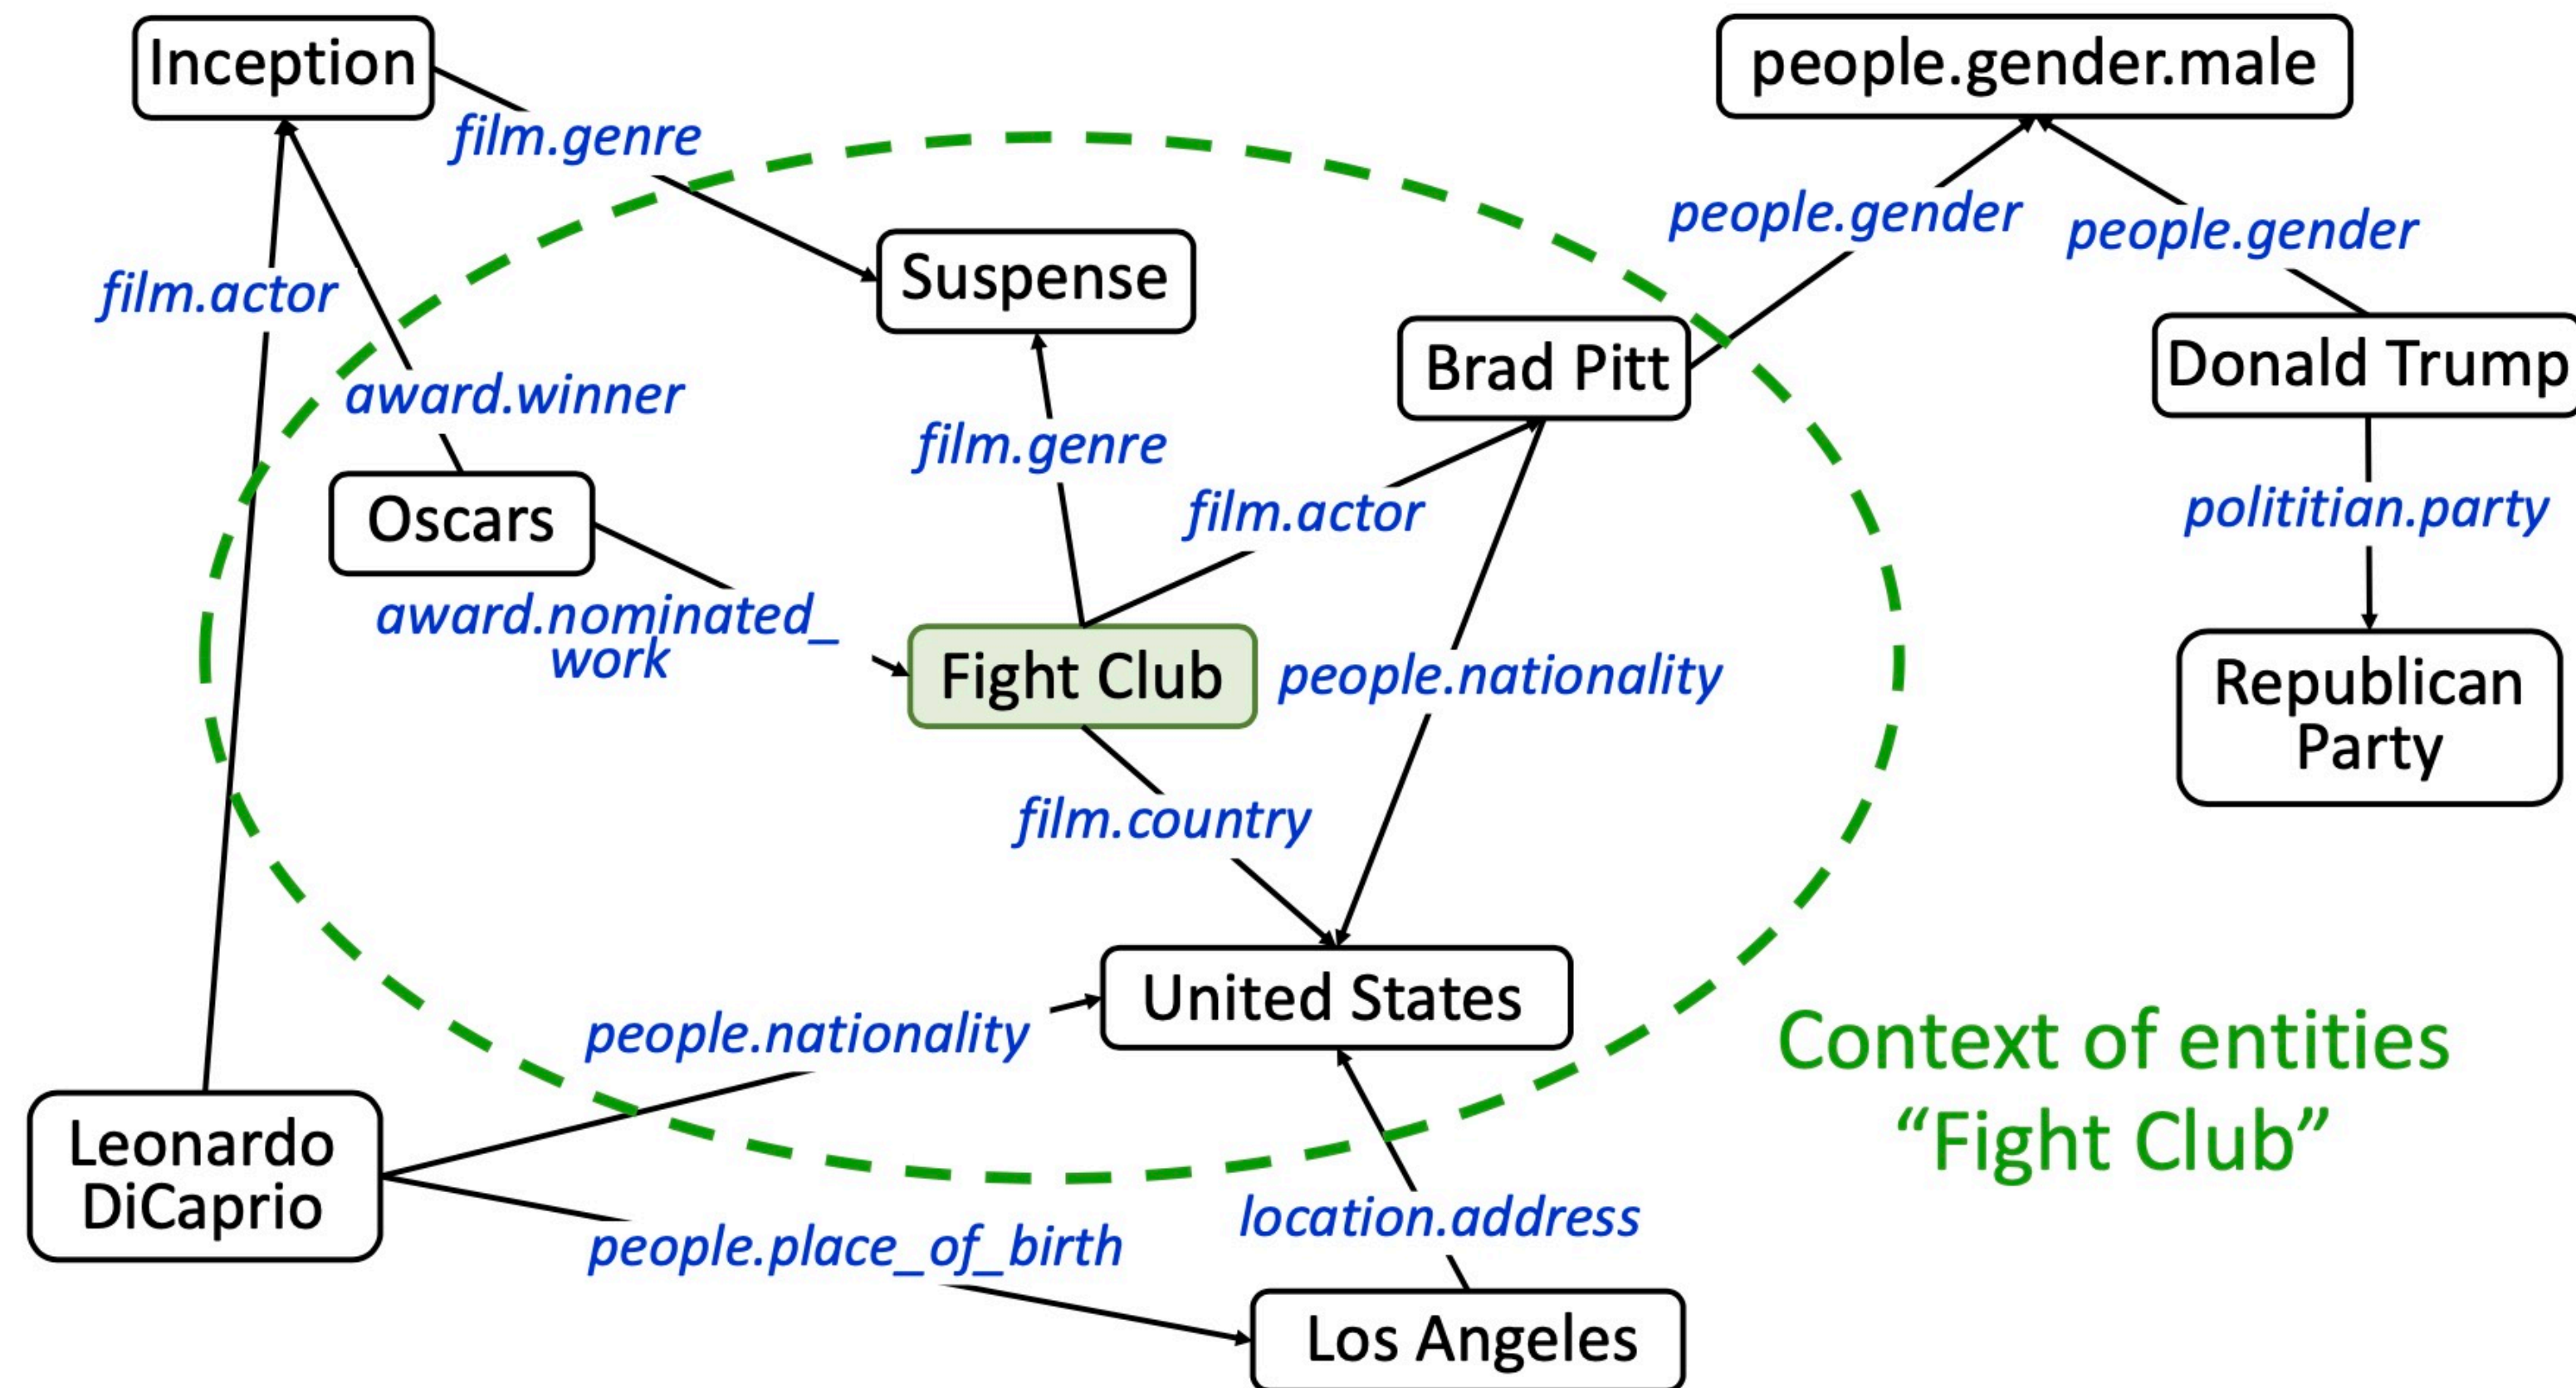 Inception
people.gender.male
film.genre
people.gender
people.gender
Suspense
film.actor
Brad Pitt
Donald Trump
award.winner
film.genre
Oscars
film.actor
polititian.party
award.nominated_
work
Fight Club
people.nationality
Republican
Party
film.country
United States
people.nationality
Context of entities
“Fight Club”
Leonardo
DiCaprio
people.place_of_birth
location.address
Los Angeles